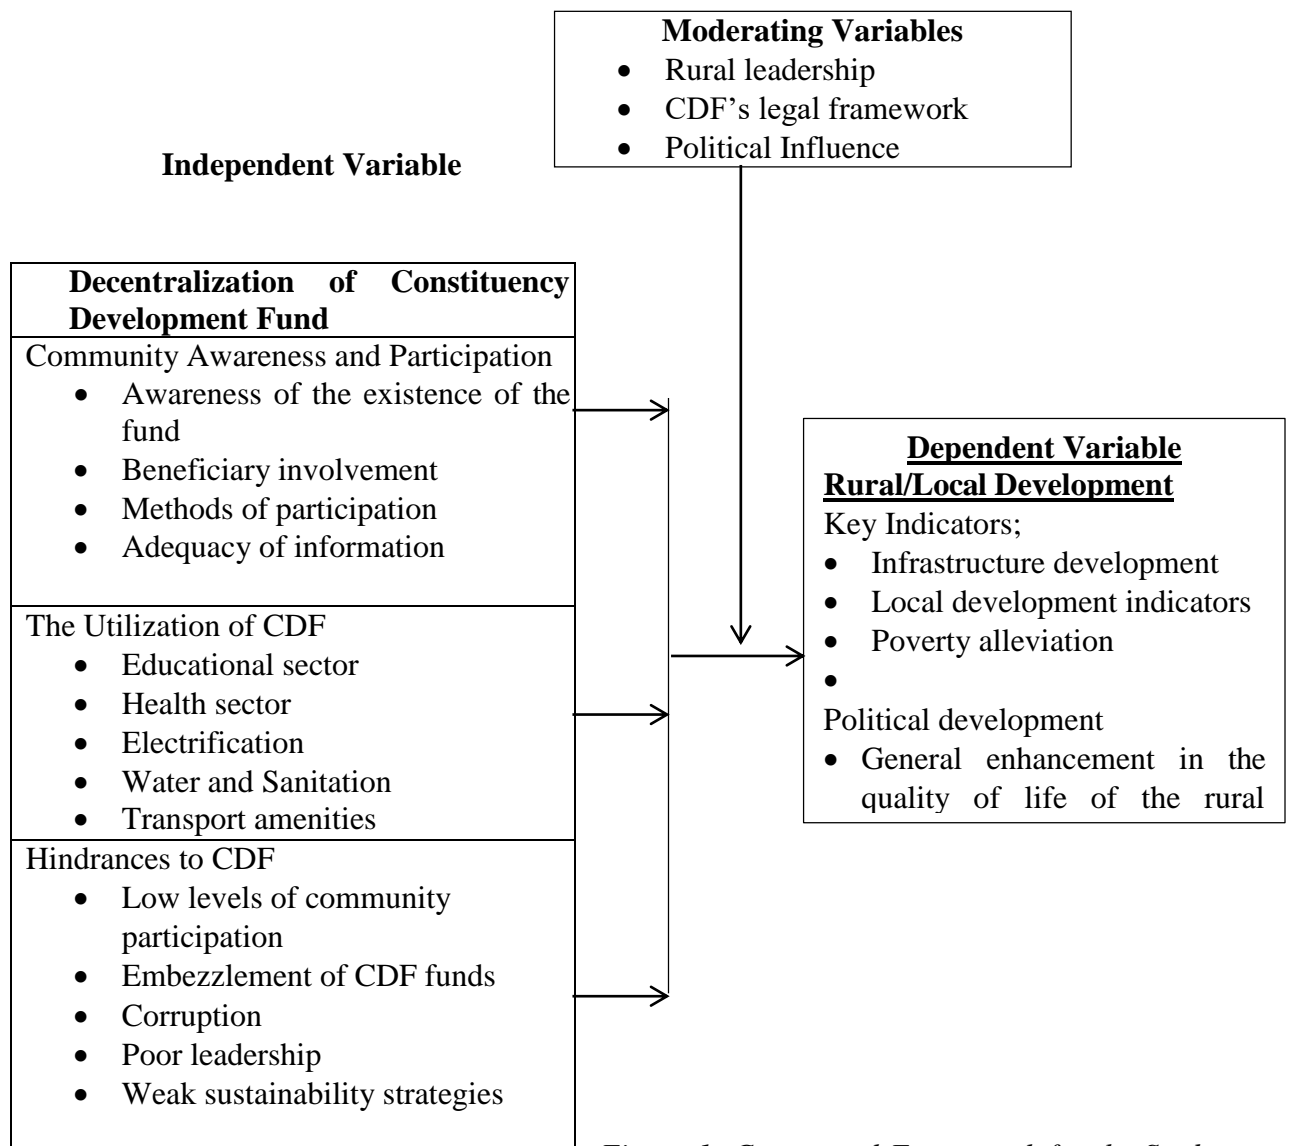 Moderating Variables
• Rural leadership
• CDF’s legal framework
• Political Influence
Independent Variable
Decentralization of Constituency
Development Fund
Community Awareness and Participation
• Awareness of the existence of the
fund
• Beneficiary involvement
• Methods of participation
• Adequacy of information
The Utilization of CDF
• Educational sector
• Health sector
• Electrification
• Water and Sanitation
• Transport amenities
Hindrances to CDF
• Low levels of community
participation
• Embezzlement of CDF funds
• Corruption
• Poor leadership
• Weak sustainability strategies
Dependent Variable
Rural/Local Development
Key Indicators;
• Infrastructure development
• Local development indicators
• Poverty alleviation
•
Political development
• General enhancement in the
quality of life of the rural